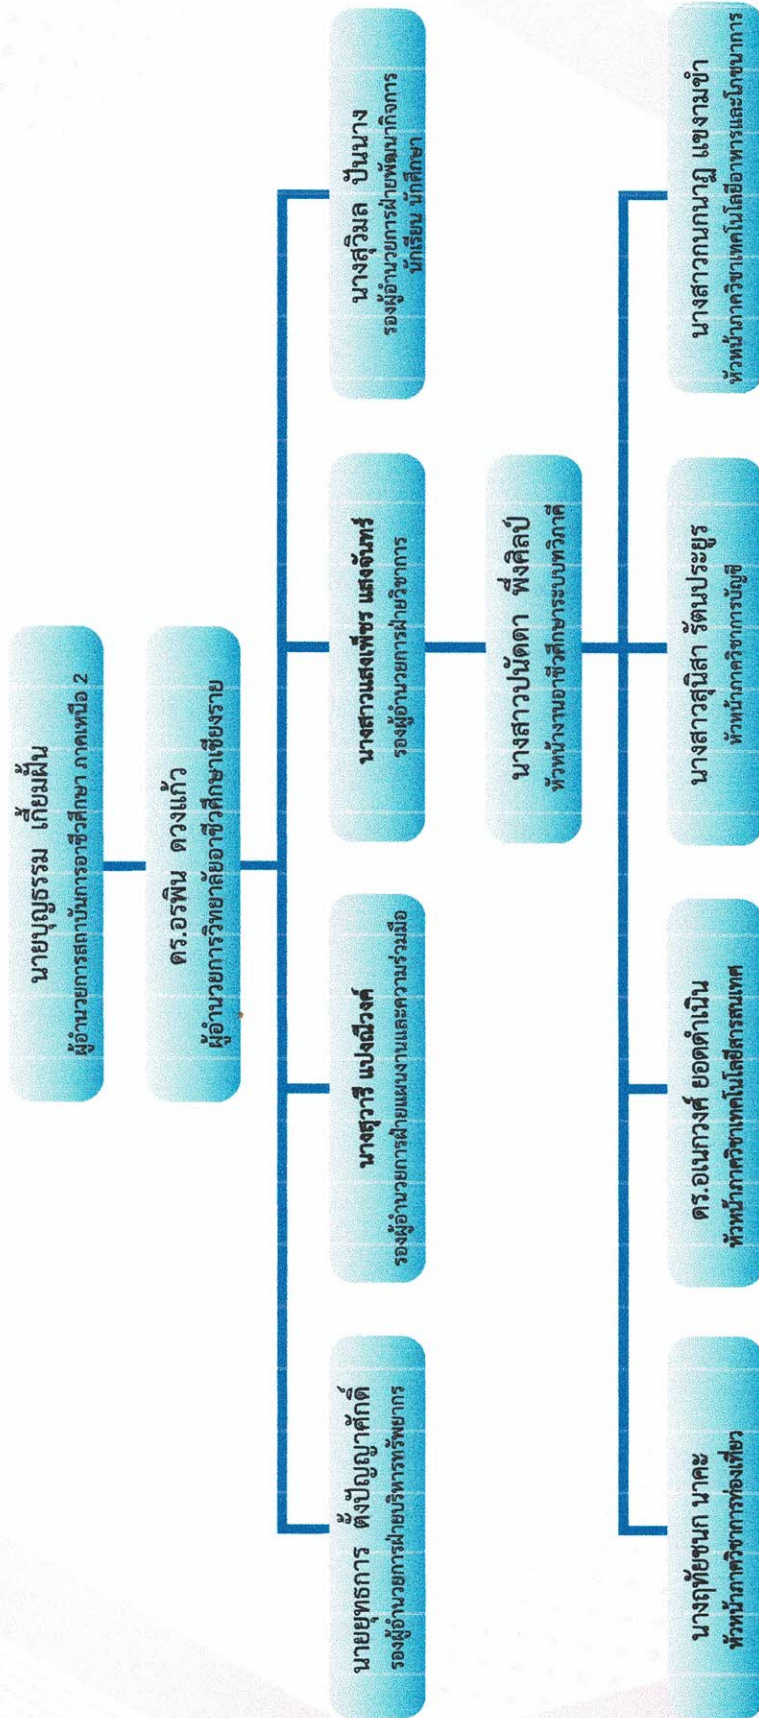 นายบุญธรรม เกี้ยมฝั้น
ผู้อำนวยการสถาบันการอาชีวศึกษา ภาคเหนือ 2
ดร.อรพิน ดวงแก้ว
ผู้อำนวยการวิทยาลัยอาชีวศึกษาเชียงราย
นายยุทธการ ตั้งปัญญาศักดิ์
รองผู้อำนวยการฝ่ายบริหารทรัพยากร
นางสุวารี แปงณีวงค์
รองผู้อำนวยการฝ่ายแผนงานและความร่วมมือ
นางสาวแสงเพียร แสงจันทร์
รองผู้อำนวยการฝ่ายวิชาการ
นางสุวิมล ปันนาง
รองผู้อำนวยการฝ่ายพัฒนากิจการ
นักเรียน นักศึกษา
นางสาวปนัดดา พึ่งศิลป์
หัวหน้างานอาชีวศึกษาระบบทวิภาคี
นางฤทัยชนก นาคะ
หัวหน้าภาควิชาการท่องเที่ยว
ดร.อเนกวงค์ ยอดดำเนิน
หัวหน้าภาควิชาเทคโนโลยีสารสนเทศ
นางสาวสุนิสา รัตนประยูร
หัวหน้าภาควิชาการบัญชี
นางสาวกนกนาฏ แขงามขำ
หัวหน้าภาควิชาเทคโนโลยีอาหารและโภชนาการ